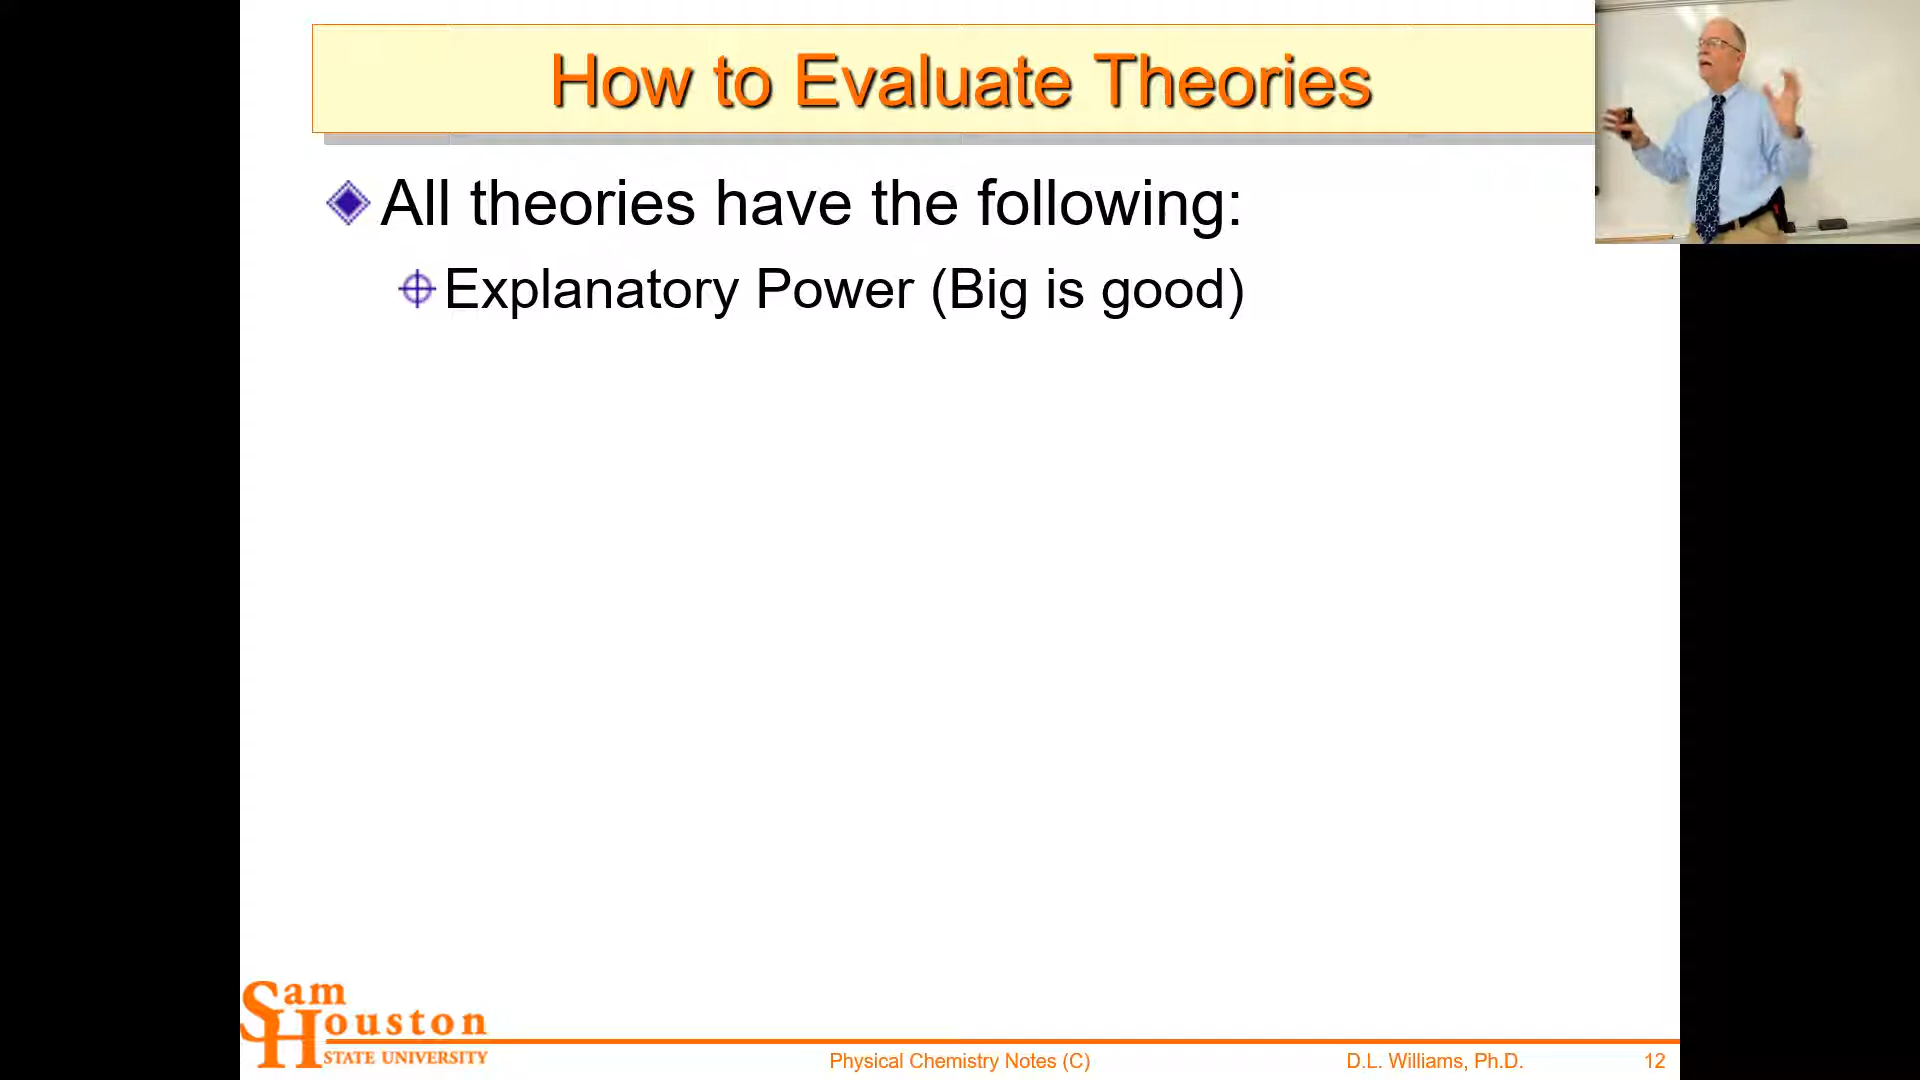 How to Evaluate Theories
All theories have the following:
Explanatory Power (Big is good)
Sam
Houston
STATE UNIVERSITY
Physical Chemistry Notes (C)
D.L. Williams, Ph.D.
12